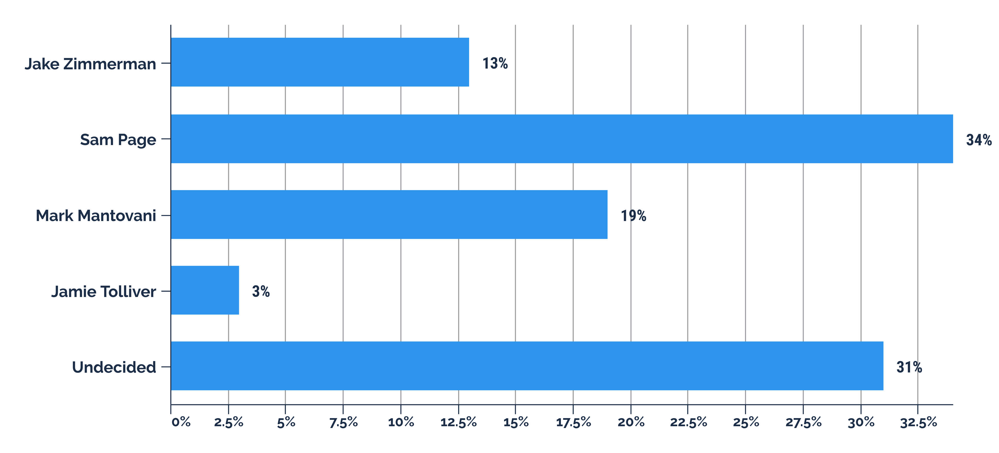 Jake Zimmerman 13%
Sam Page 34%
Mark Mantovani 19%
Jamie Tolliver 3%
Undecided 31%
0% 2.5% 5% 7.5% 10% 12.5% 15% 17.5% 20% 22.5% 25% 27.5% 30% 32.5%